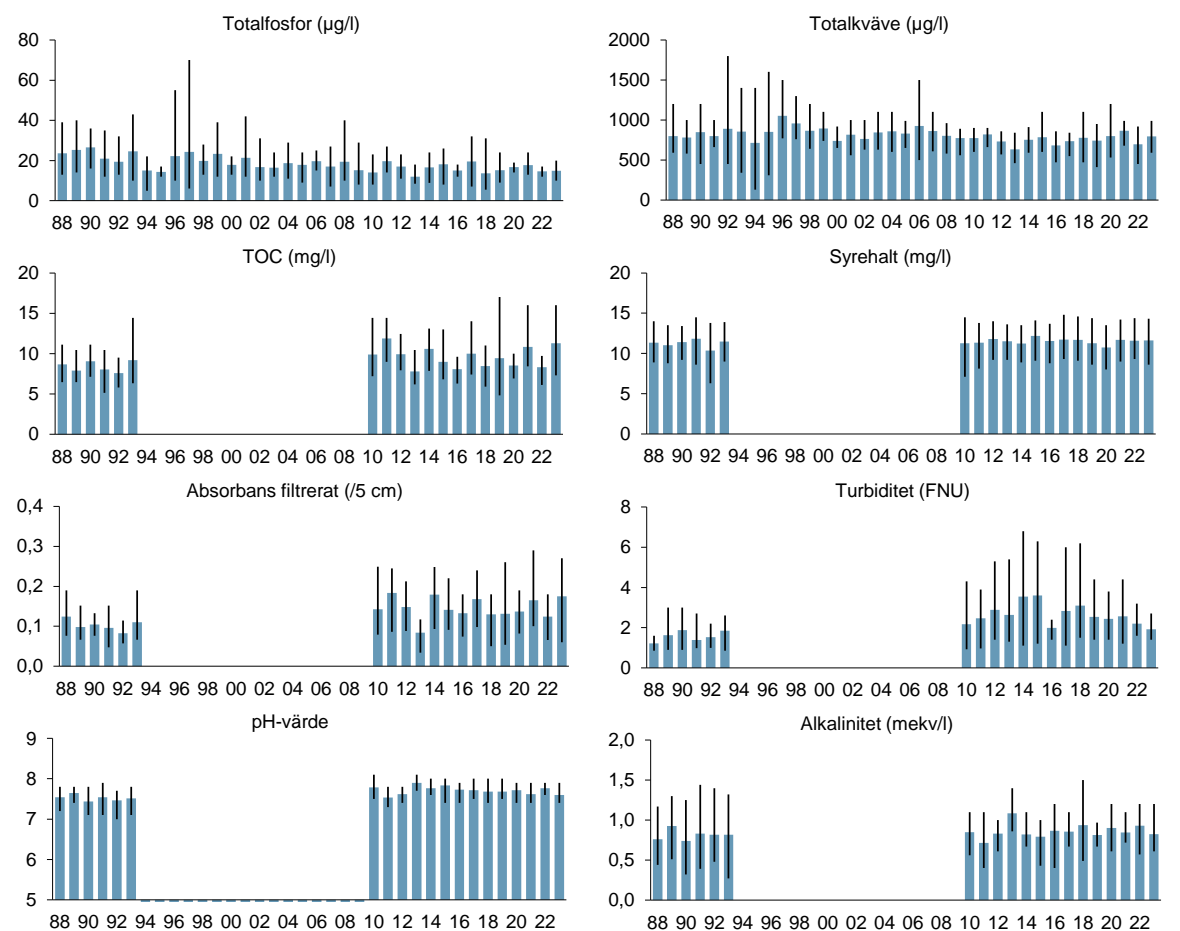 Totalfosfor (µg/l)
80
60
40
20
0
88 90 92 94 96 98 00 02 04 06 08 10 12 14 16 18 20 22
Totalkväve (µg/l)
2000
1500
1000
500
0
88 90 92 94 96 98 00 02 04 06 08 10 12 14 16 18 20 22
TOC (mg/l)
20
15
10
5
0
88 90 92 94 96 98 00 02 04 06 08 10 12 14 16 18 20 22
Syrehalt (mg/l)
20
15
10
5
0
88 90 92 94 96 98 00 02 04 06 08 10 12 14 16 18 20 22
Absorbans filtrerat (/5 cm)
0,4
0,3
0,2
0,1
0,0
88 90 92 94 96 98 00 02 04 06 08 10 12 14 16 18 20 22
Turbiditet (FNU)
8
6
4
2
0
88 90 92 94 96 98 00 02 04 06 08 10 12 14 16 18 20 22
pH-värde
9
8
7
6
5
88 90 92 94 96 98 00 02 04 06 08 10 12 14 16 18 20 22
Alkalinitet (mekv/l)
2,0
1,5
1,0
0,5
0,0
88 90 92 94 96 98 00 02 04 06 08 10 12 14 16 18 20 22